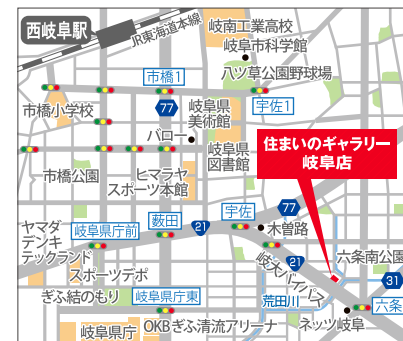 西岐阜駅
JR東海道本線
岐南工業高校
岐阜市科学館
八ツ草公園野球場
市橋1
77
宇佐1
市橋小学校
岐阜県
美術館
バロー
岐阜県
図書館
住まいのギャラリー
岐阜店
市橋公園
ヒマラヤ
スポーツ本館
77
ヤマダ
デンキ
テックランド
岐阜県庁前
薮田
21
宇佐
木曽路
六条南公園
21
岐大バイパス
31
スポーツデポ
荒田川
ぎふ結のもり
岐阜県庁東
六条
岐阜県庁
OKBぎふ清流アリーナ
ネッツ岐阜